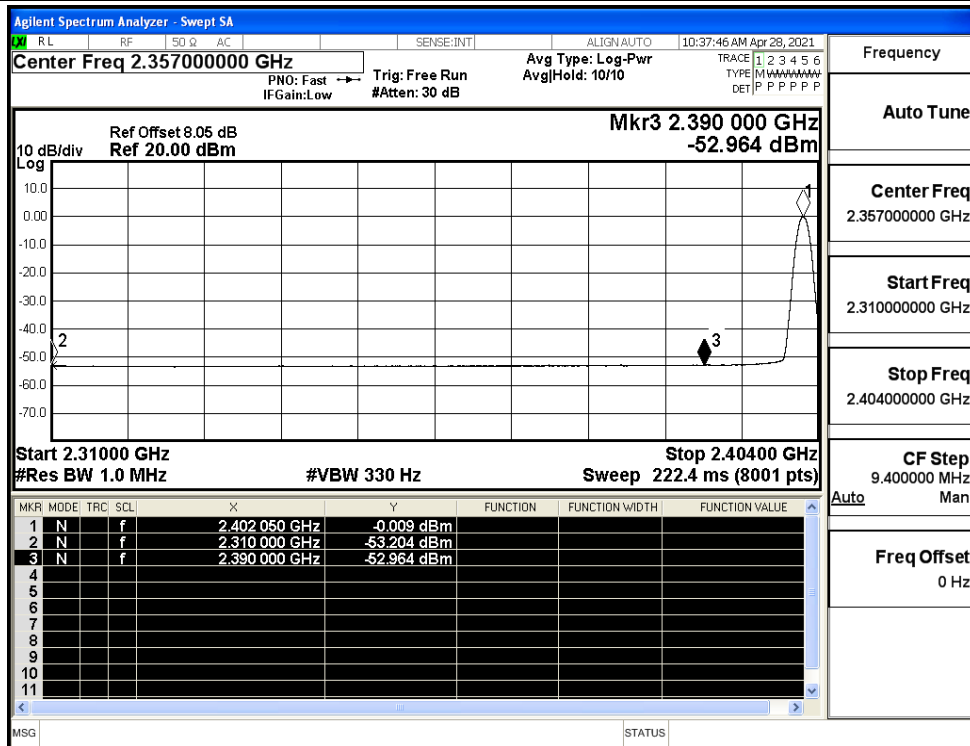 Agilent Spectrum Analyzer - Swept SA
LXI RL RF 50 Ω AC SENSE:INT ALIGN AUTO 10:37:46 AM Apr 28, 2021
Center Freq 2.357000000 GHz
PNO: Fast
IFGain:Low
Trig: Free Run
#Atten: 30 dB
Avg Type: Log-Pwr
Avg|Hold: 10/10
TRACE 1 2 3 4 5 6
TYPE M WWWWW
DET P P P P P P
Frequency
Auto Tune
Center Freq
2.357000000 GHz
Start Freq
2.310000000 GHz
Stop Freq
2.404000000 GHz
CF Step
9.400000 MHz
Auto Man
Freq Offset
0 Hz
Mkr3 2.390 000 GHz
-52.964 dBm
Ref Offset 8.05 dB
10 dB/div Ref 20.00 dBm
Log
10.0
0.00
-10.0
-20.0
-30.0
-40.0
-50.0
-60.0
-70.0
1
2
3
Start 2.31000 GHz Stop 2.40400 GHz
#Res BW 1.0 MHz #VBW 330 Hz Sweep 222.4 ms (8001 pts)
MKR MODE TRC SCL X Y FUNCTION FUNCTION WIDTH FUNCTION VALUE
1 N f 2.402 050 GHz -0.009 dBm
2 N f 2.310 000 GHz -53.204 dBm
3 N f 2.390 000 GHz -52.964 dBm
4
5
6
7
8
9
10
11
MSG STATUS